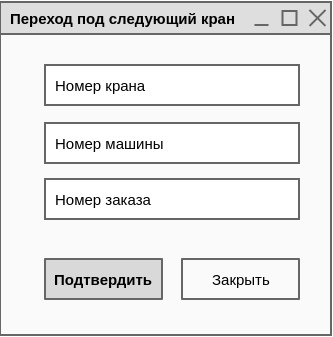 Переход под следующий кран
Номер крана
Номер машины
Номер заказа
Подтвердить
Закрыть